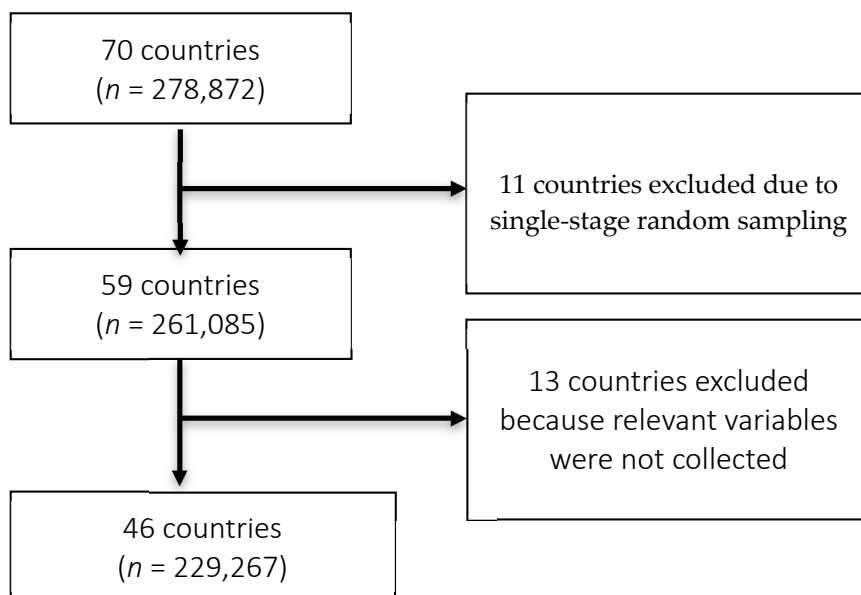 70 countries
(n = 278,872)
11 countries excluded due to
single-stage random sampling
59 countries
(n = 261,085)
13 countries excluded
because relevant variables
were not collected
46 countries
(n = 229,267)